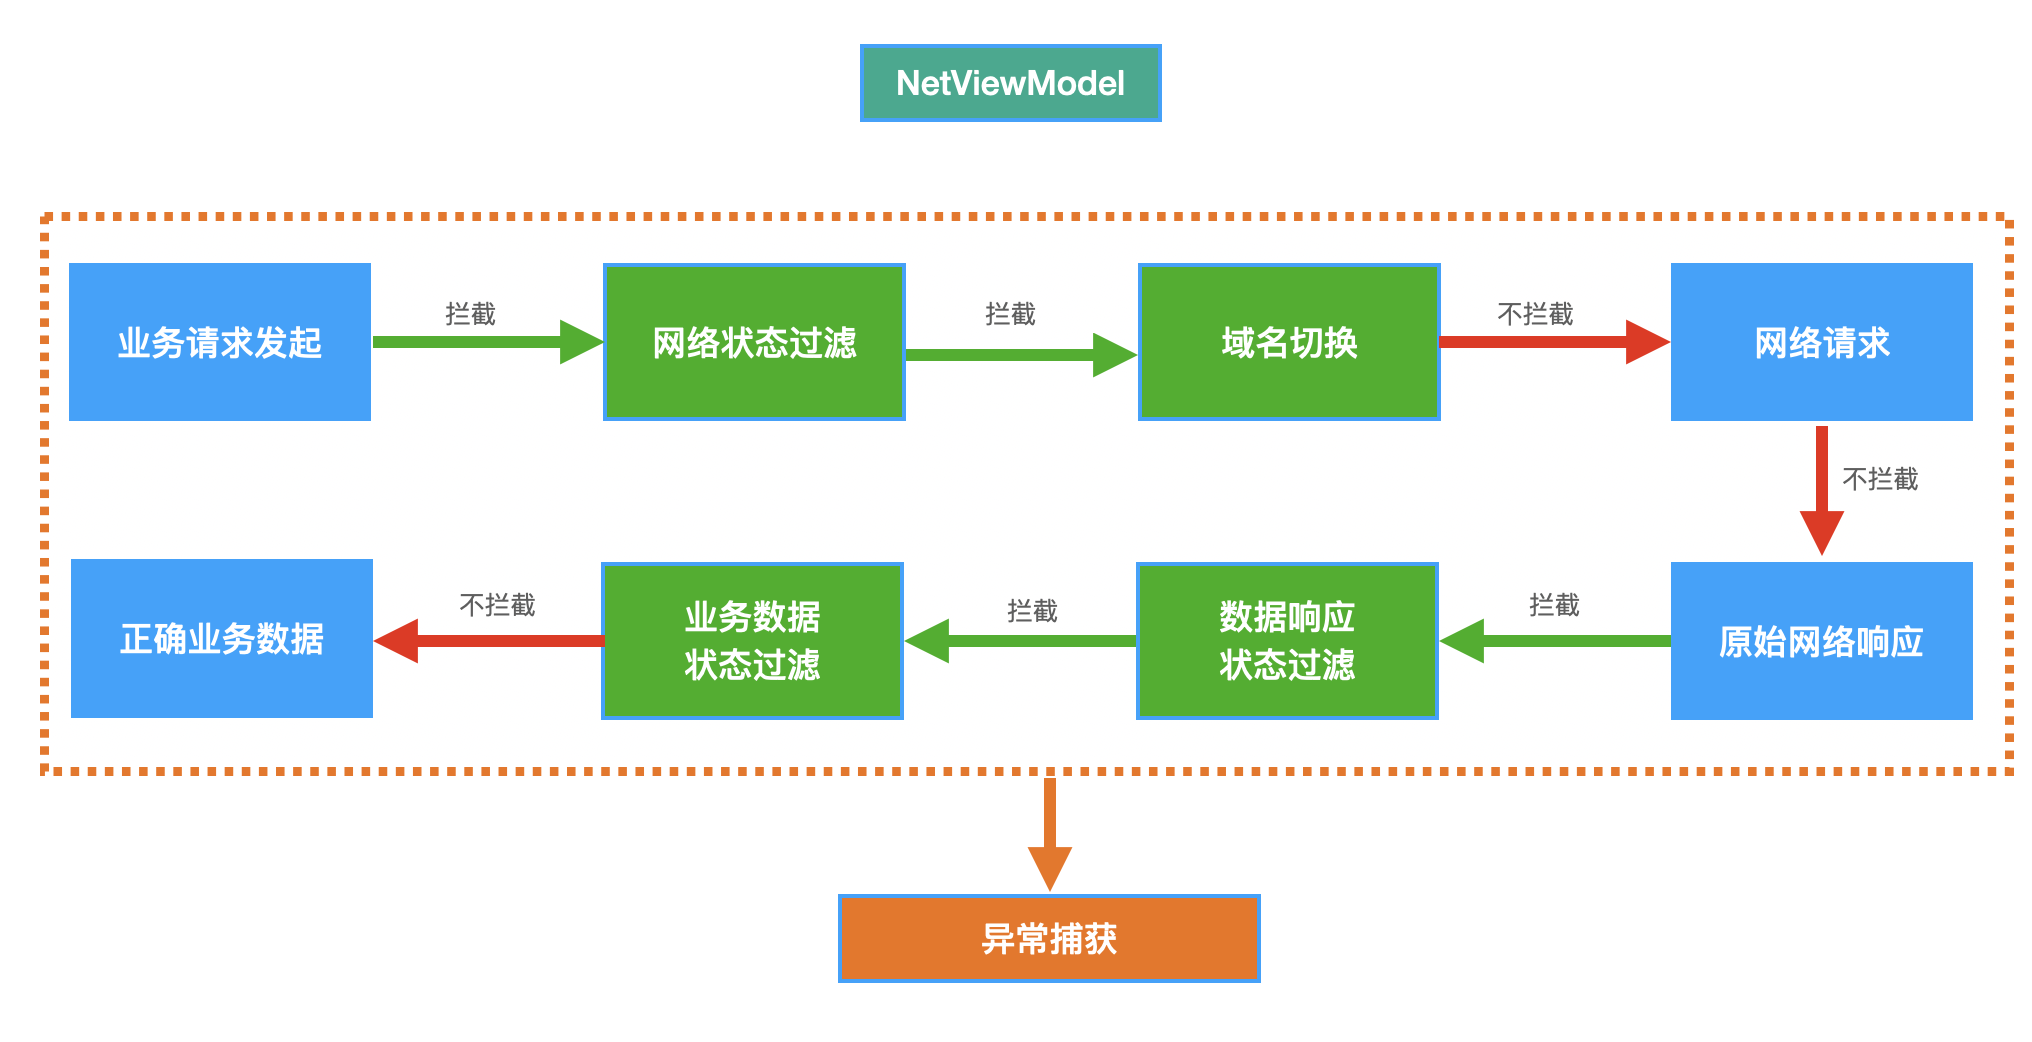 NetViewModel
业务请求发起
拦截
网络状态过滤
拦截
域名切换
不拦截
网络请求
不拦截
正确业务数据
不拦截
业务数据
状态过滤
拦截
数据响应
状态过滤
拦截
原始网络响应
异常捕获